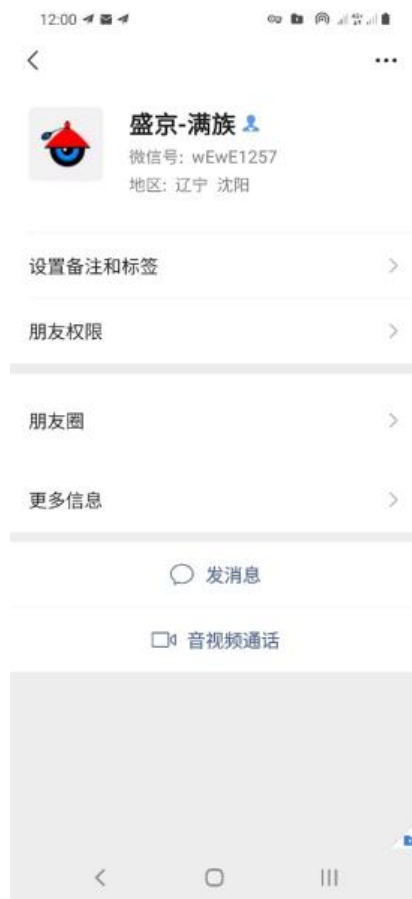 12:00
盛京-满族
微信号: wEwE1257
地区: 辽宁 沈阳
设置备注和标签
朋友权限
朋友圈
更多信息
发消息
音视频通话